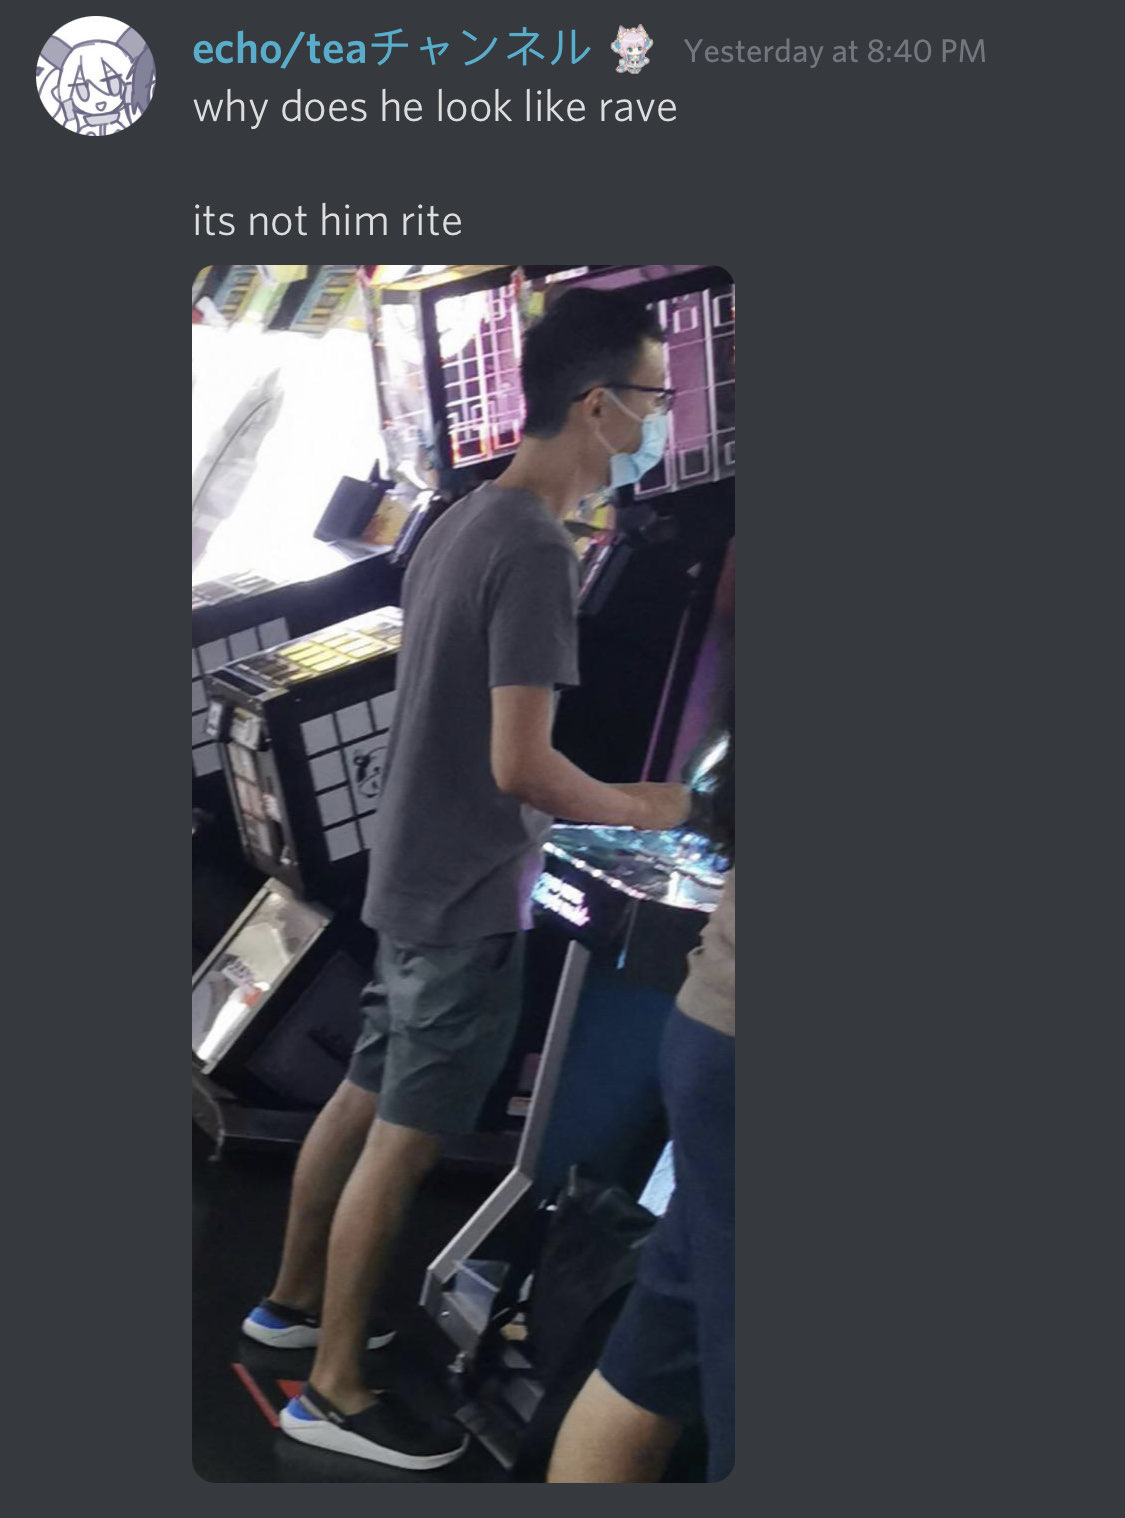 echo/teaチャンネル Yesterday at 8:40 PM
why does he look like rave
its not him rite